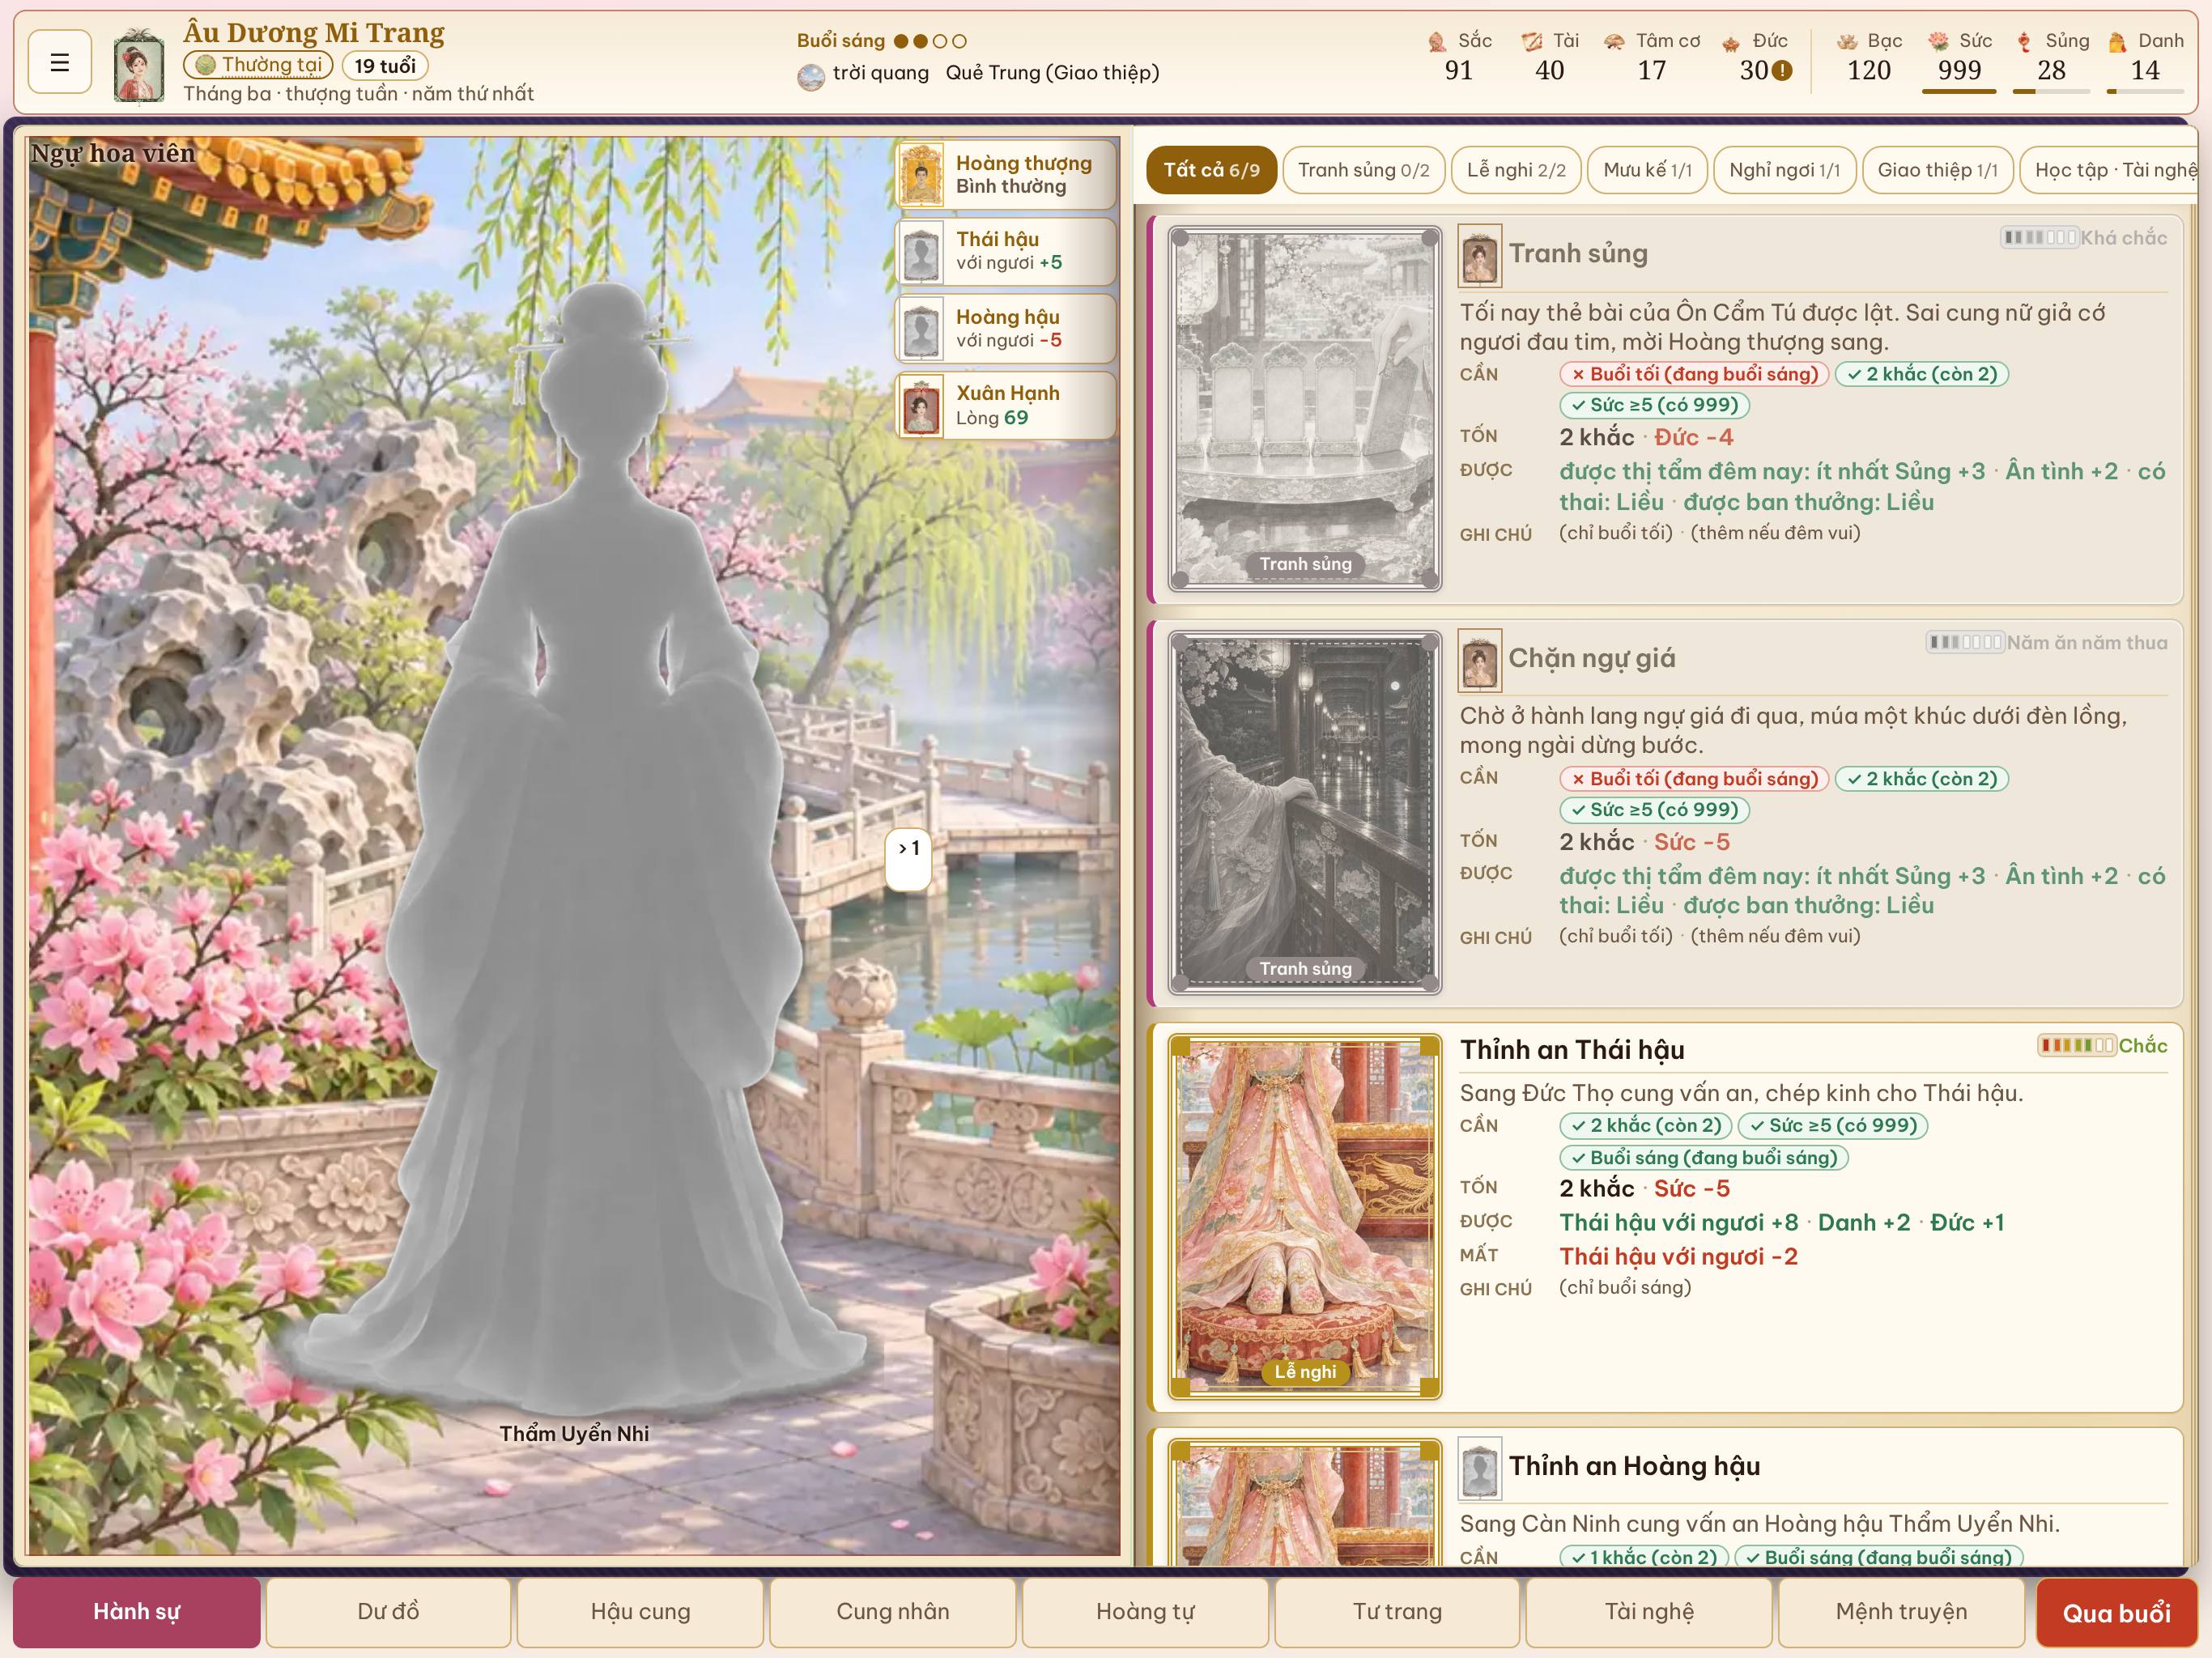 ☰
Âu Dương Mi Trang
Thường tại
19 tuổi
Tháng ba · thượng tuần · năm thứ nhất
Buổi sáng
trời quang Quẻ Trung (Giao thiệp)
Sắc
91
Tài
40
Tâm cơ
17
Đức
30!
Bạc
120
Sức
999
Sủng
28
Danh
14
Ngự hoa viên
Hoàng thượng
Bình thường
Thái hậu
với ngươi +5
Hoàng hậu
với ngươi -5
Xuân Hạnh
Lòng 69
› 1
Thẩm Uyển Nhi
Tất cả 6/9
Tranh sủng 0/2
Lễ nghi 2/2
Mưu kế 1/1
Nghỉ ngơi 1/1
Giao thiệp 1/1
Học tập · Tài nghệ
Tranh sủng
Tranh sủng
Khá chắc
Tối nay thẻ bài của Ôn Cẩm Tú được lật. Sai cung nữ giả cớ
ngươi đau tim, mời Hoàng thượng sang.
CẦN
× Buổi tối (đang buổi sáng)
✓ 2 khắc (còn 2)
✓ Sức ≥5 (có 999)
TỐN
2 khắc · Đức -4
ĐƯỢC
được thị tẩm đêm nay: ít nhất Sủng +3 · Ân tình +2 · có
thai: Liều · được ban thưởng: Liều
GHI CHÚ
(chỉ buổi tối) · (thêm nếu đêm vui)
Tranh sủng
Chặn ngự giá
Năm ăn năm thua
Chờ ở hành lang ngự giá đi qua, múa một khúc dưới đèn lồng,
mong ngài dừng bước.
CẦN
× Buổi tối (đang buổi sáng)
✓ 2 khắc (còn 2)
✓ Sức ≥5 (có 999)
TỐN
2 khắc · Sức -5
ĐƯỢC
được thị tẩm đêm nay: ít nhất Sủng +3 · Ân tình +2 · có
thai: Liều · được ban thưởng: Liều
GHI CHÚ
(chỉ buổi tối) · (thêm nếu đêm vui)
Lễ nghi
Thỉnh an Thái hậu
Chắc
Sang Đức Thọ cung vấn an, chép kinh cho Thái hậu.
CẦN
✓ 2 khắc (còn 2)
✓ Sức ≥5 (có 999)
✓ Buổi sáng (đang buổi sáng)
TỐN
2 khắc · Sức -5
ĐƯỢC
Thái hậu với ngươi +8 · Danh +2 · Đức +1
MẤT
Thái hậu với ngươi -2
GHI CHÚ
(chỉ buổi sáng)
Thỉnh an Hoàng hậu
Sang Càn Ninh cung vấn an Hoàng hậu Thẩm Uyển Nhi.
CẦN
✓ 1 khắc (còn 2)
✓ Buổi sáng (đang buổi sáng)
Hành sự
Dư đồ
Hậu cung
Cung nhân
Hoàng tự
Tư trang
Tài nghệ
Mệnh truyện
Qua buổi